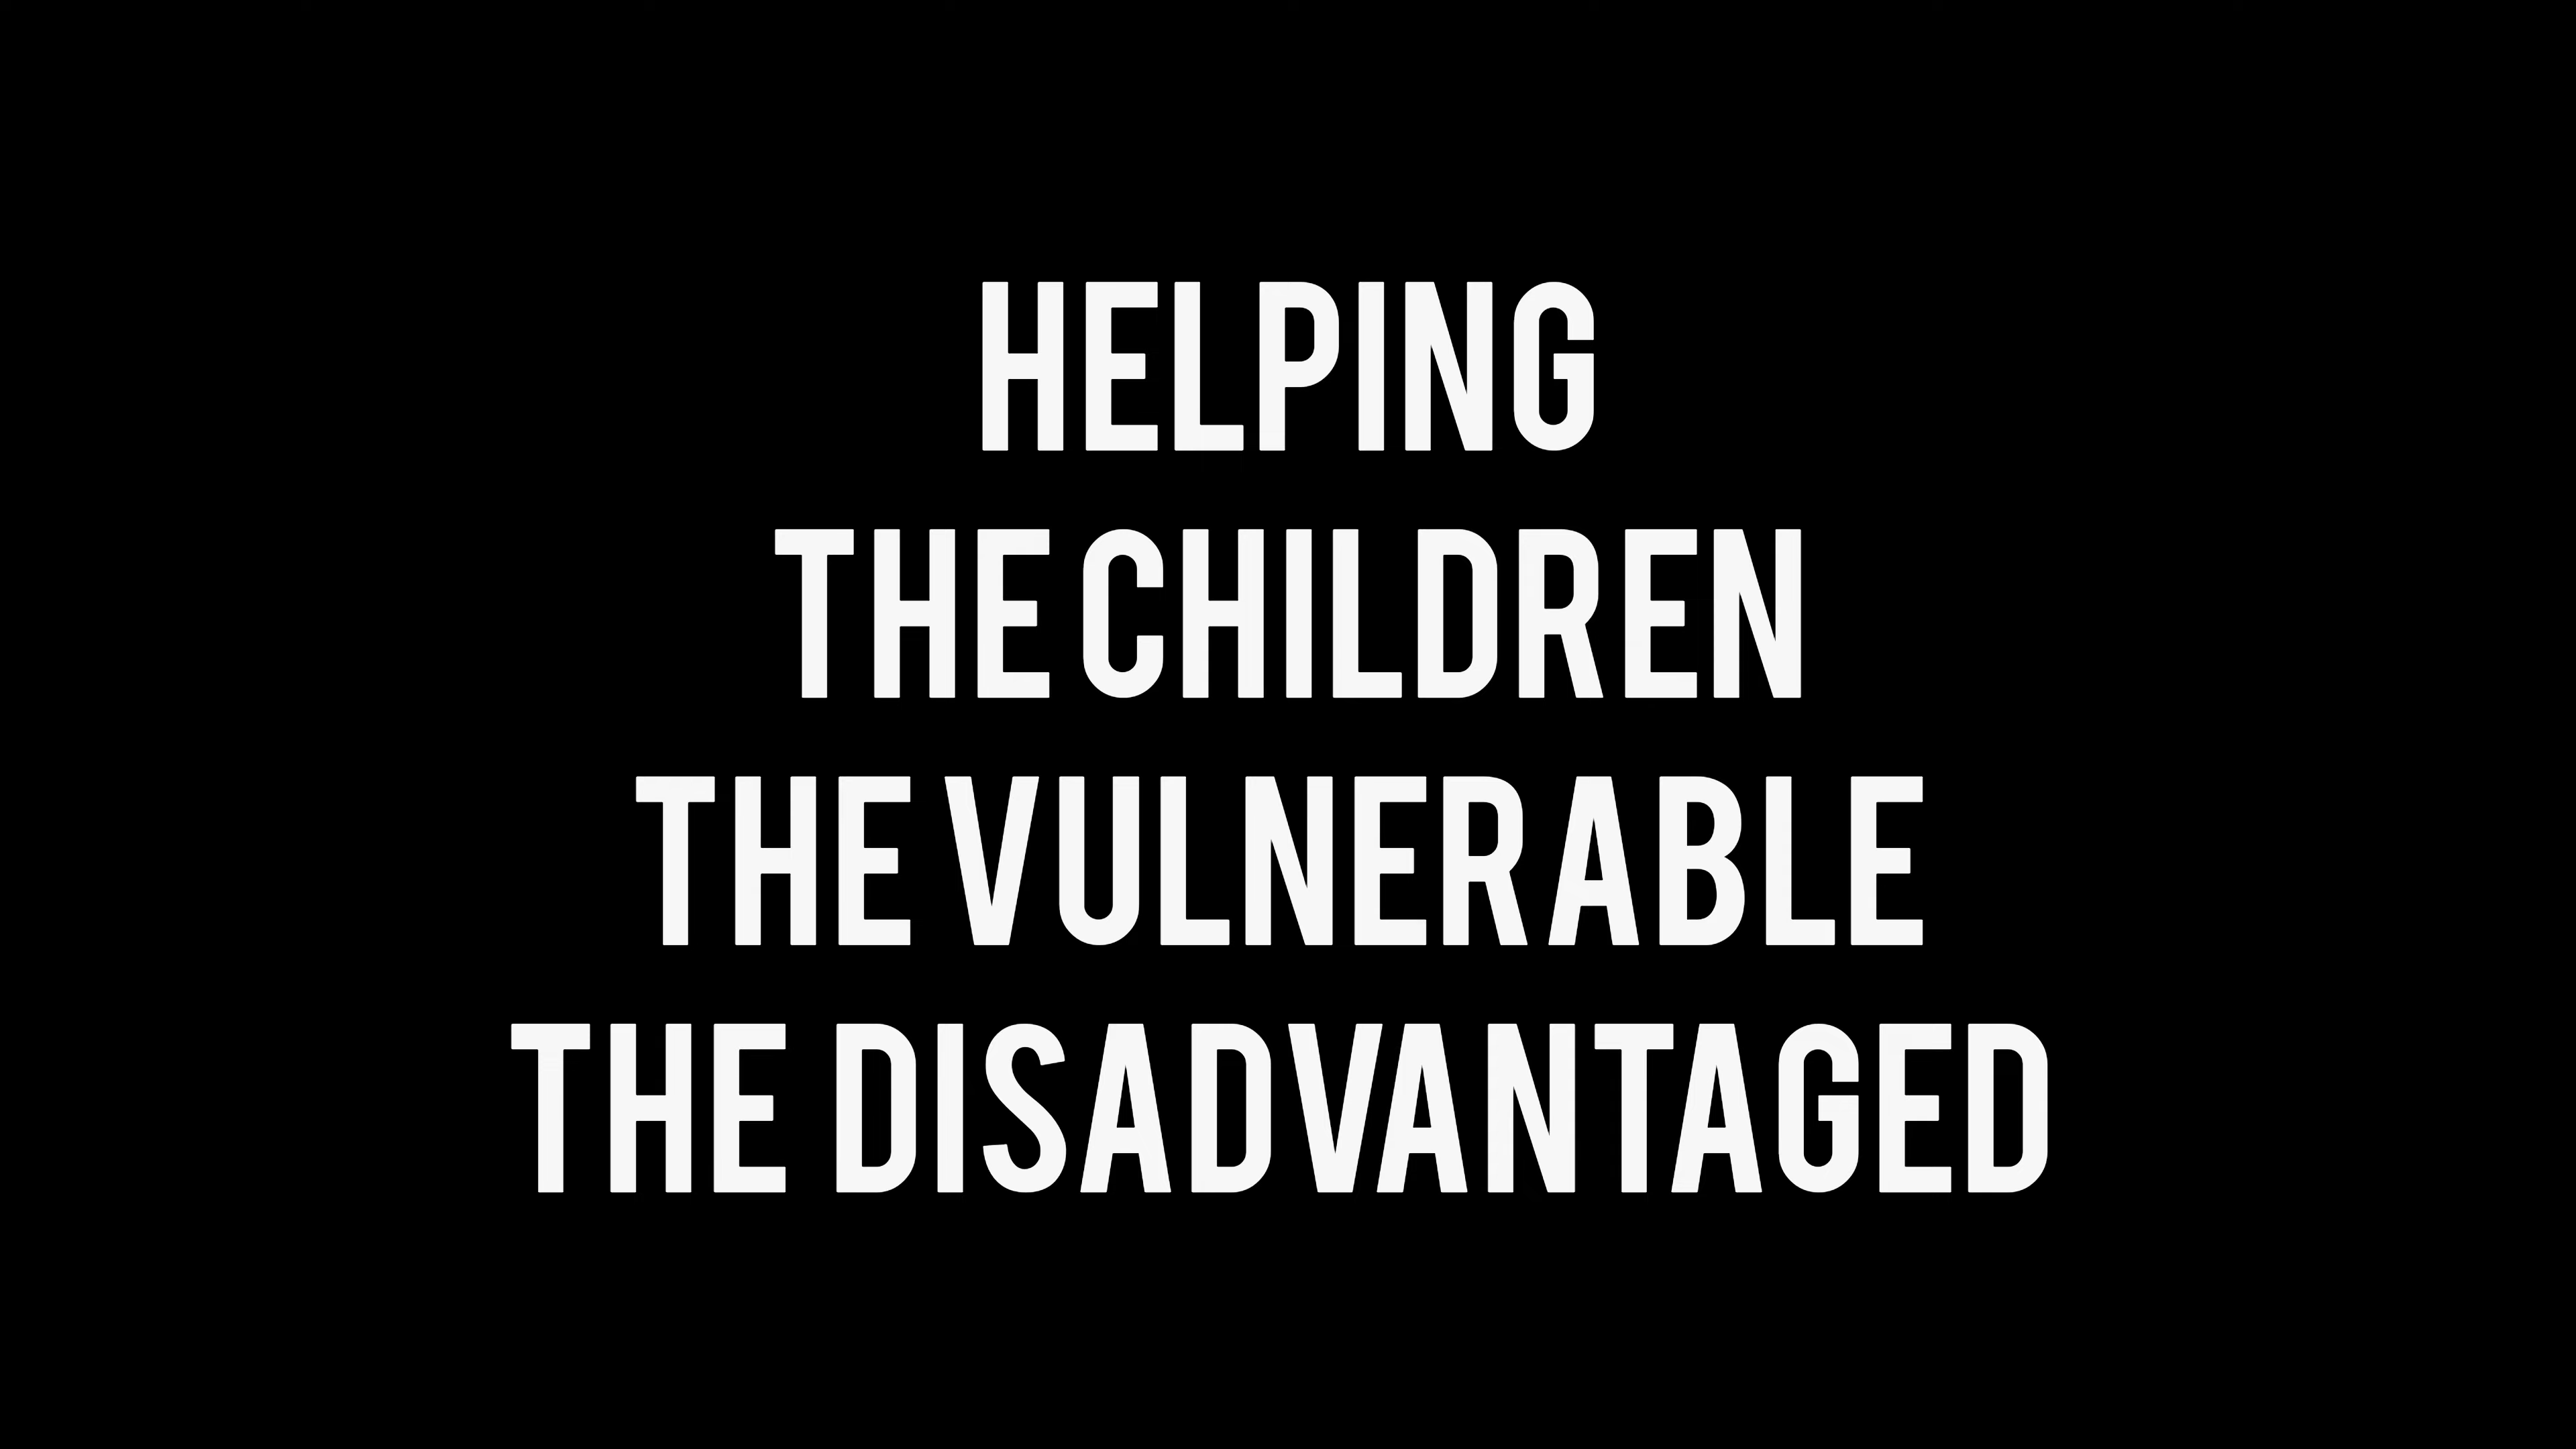 HELPING
THE CHILDREN
THE VULNERABLE
THE DISADVANTAGED